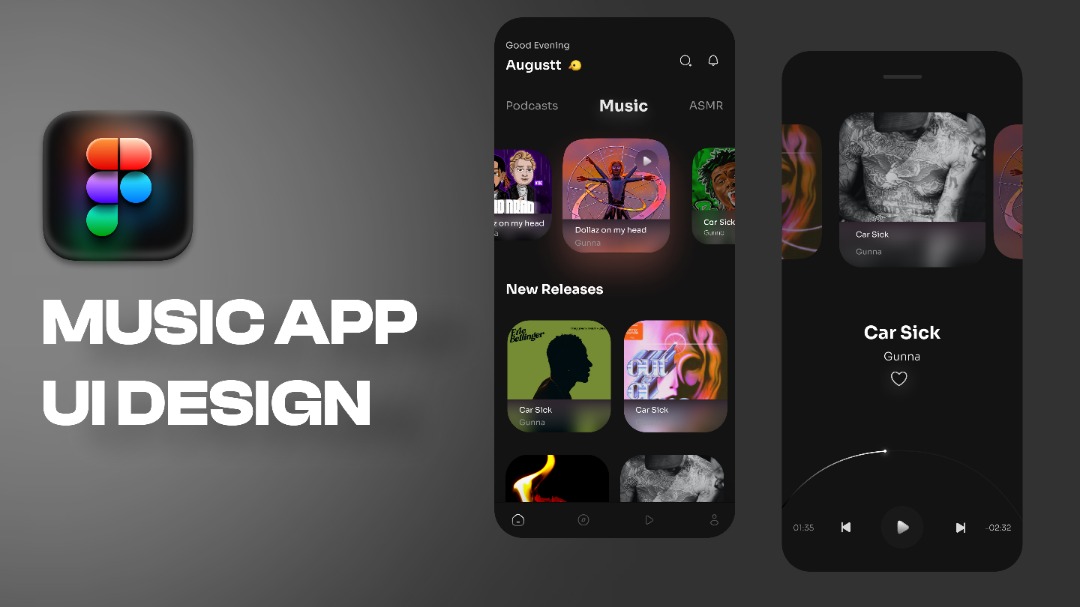 MUSIC APP
UI DESIGN
Good Evening
Augustt
Podcasts
Music
ASMR
on my head
Dollaz on my head
Gunna
Car Sick
Gunna
New Releases
Eric
Bellinger
Car Sick
Gunna
Car Sick
Car Sick
Gunna
Car Sick
Gunna
01:35
-02:32